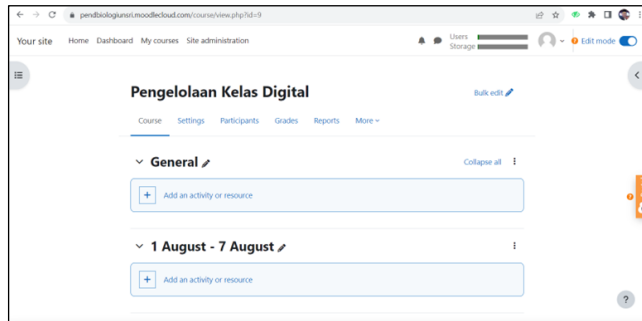 pendbiologiunsri.moodlecloud.com/course/view.php?id=9
Your site Home Dashboard My courses Site administration
Users
Storage
Edit mode
Pengelolaan Kelas Digital
Bulk edit
Course Settings Participants Grades Reports More
General
Collapse all
Add an activity or resource
1 August - 7 August
Add an activity or resource
?